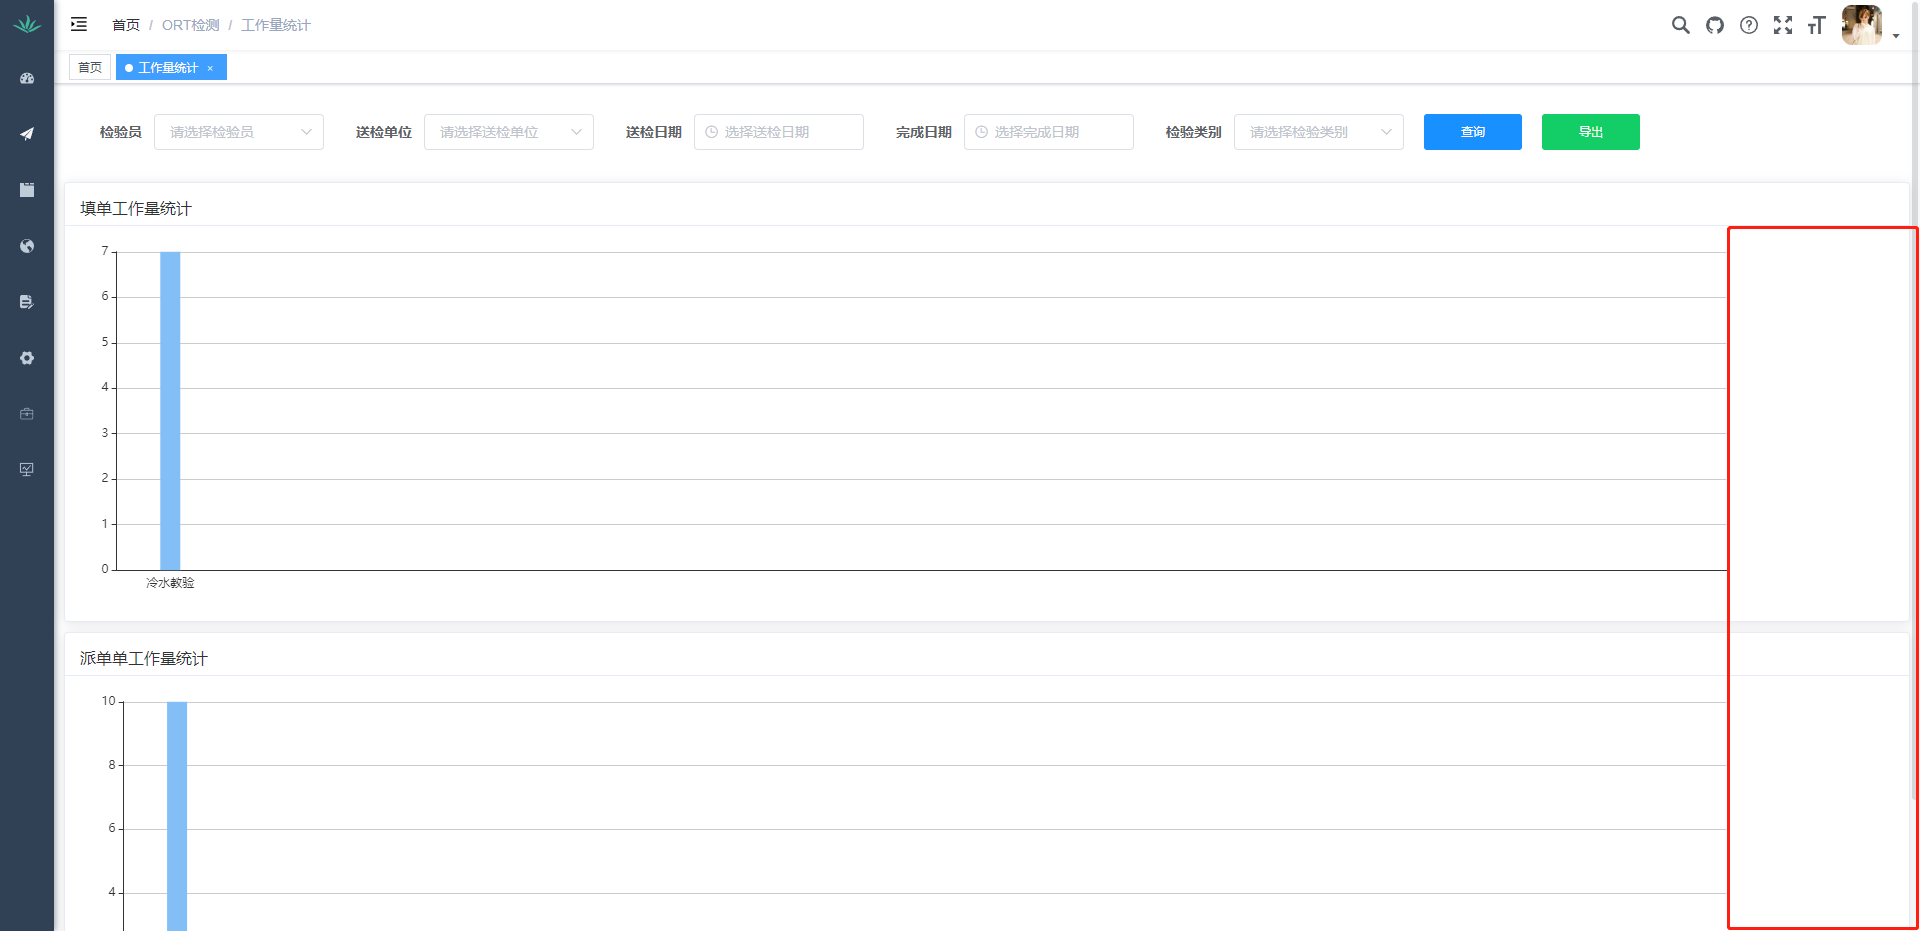 首页 / ORT检测 / 工作量统计
首页 工作量统计 ×
检验员 请选择检验员 送检单位 请选择送检单位 送检日期 选择送检日期 完成日期 选择完成日期 检验类别 请选择检验类别 查询 导出
填单工作量统计
7
6
5
4
3
2
1
0
冷水教验
派单单工作量统计
10
8
6
4